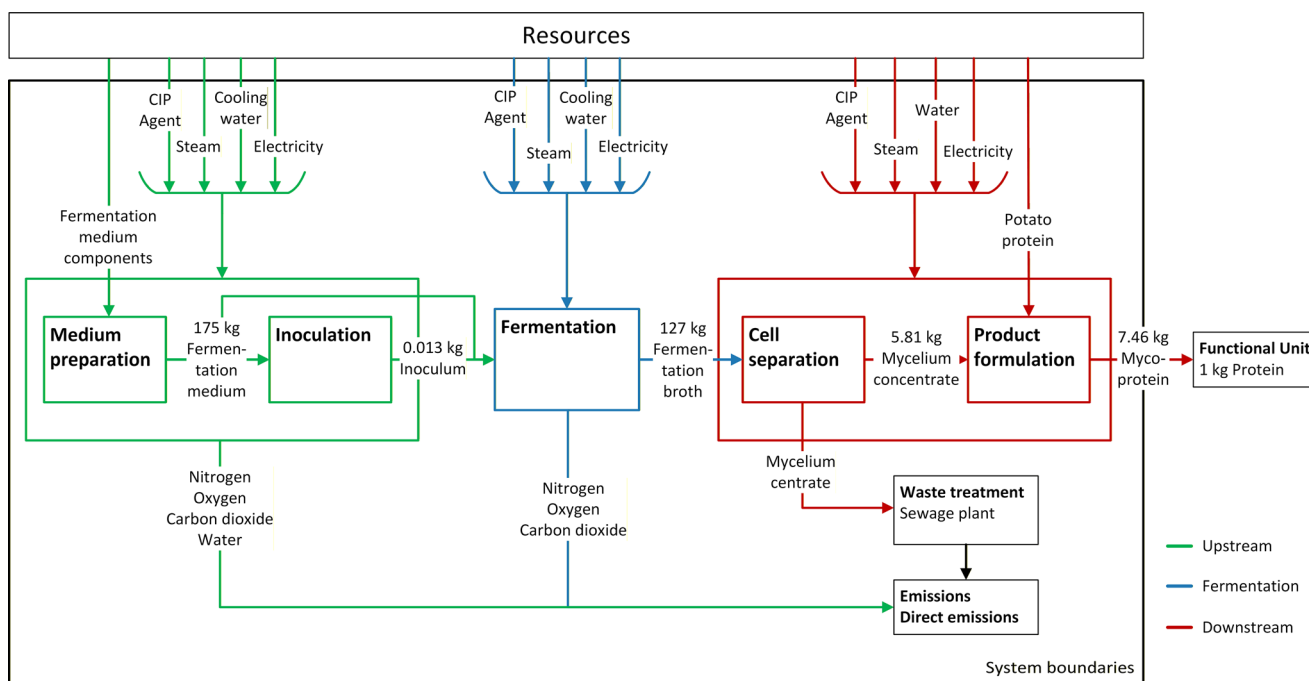 Resources
CIP
Agent
Steam
Cooling
water
Electricity
CIP
Agent
Steam
Cooling
water
Electricity
CIP
Agent
Steam
Water
Electricity
Fermentation
medium
components
Potato
protein
Medium
preparation
175 kg
Fermen-
tation
medium
Inoculation
0.013 kg
Inoculum
Fermentation
127 kg
Fermen-
tation
broth
Cell
separation
5.81 kg
Mycelium
concentrate
Product
formulation
7.46 kg
Myco-
protein
Functional Unit
1 kg Protein
Nitrogen
Oxygen
Carbon dioxide
Water
Nitrogen
Oxygen
Carbon dioxide
Mycelium
centrate
Waste treatment
Sewage plant
Emissions
Direct emissions
Upstream
Fermentation
Downstream
System boundaries